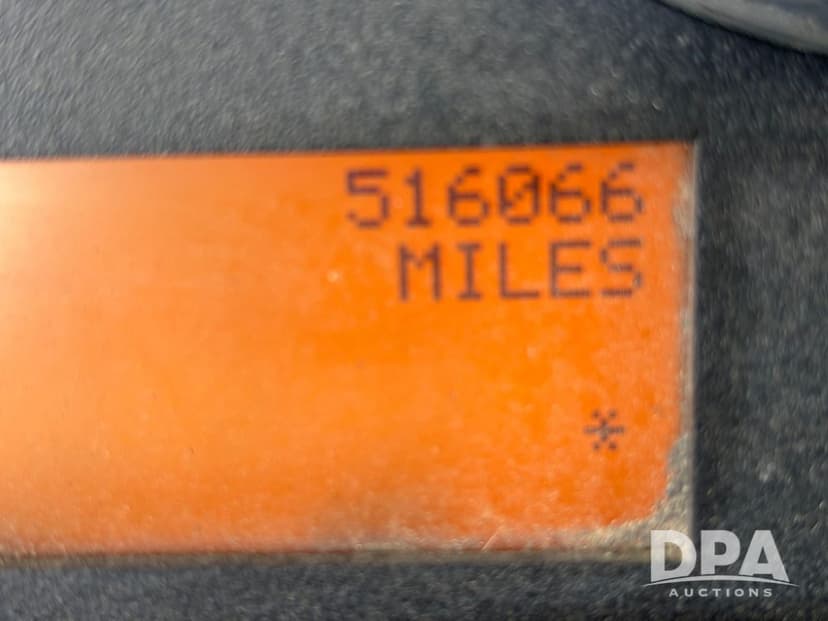 516066
MILES
*
DPA
AUCTIONS